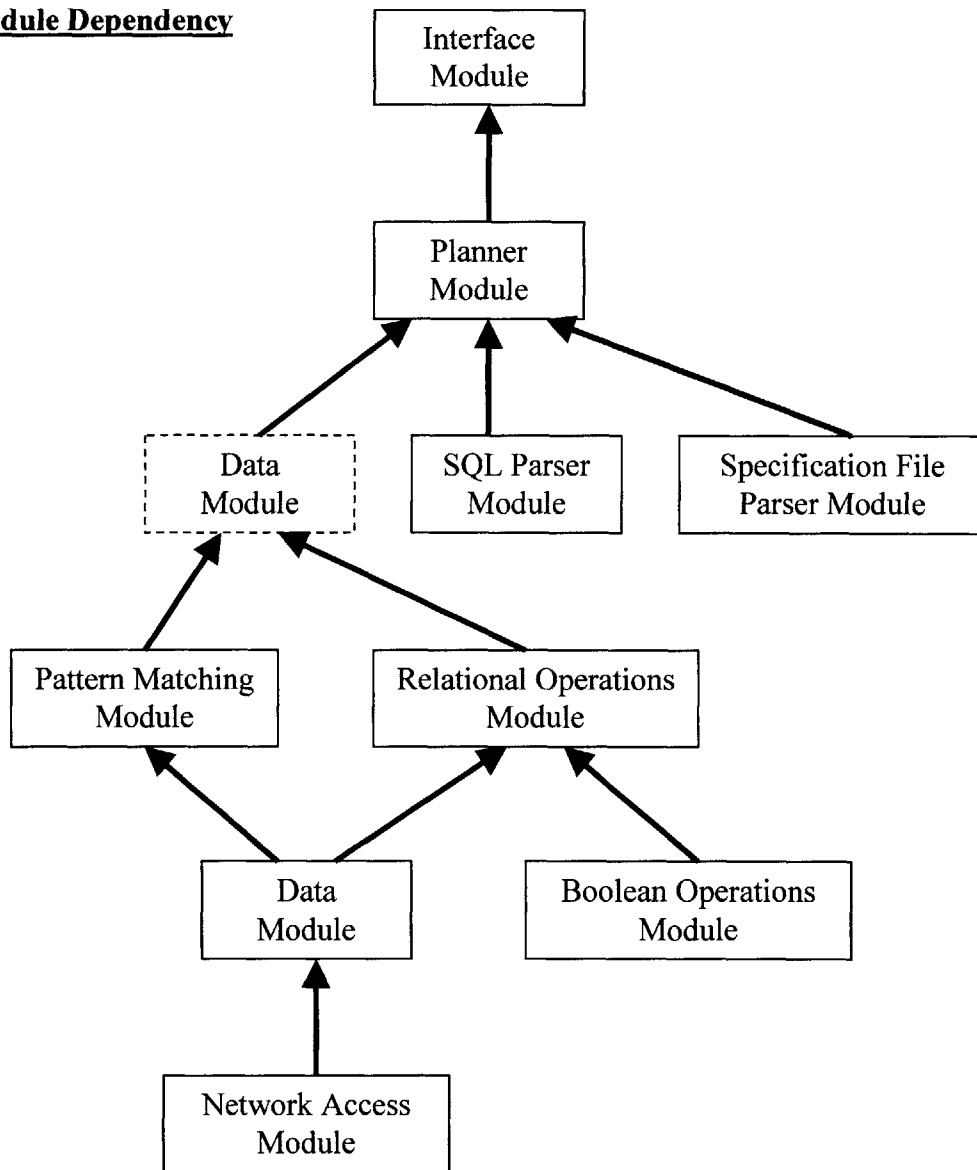 dule Dependency
Interface
Module
Planner
Module
Data
Module
SQL Parser
Module
Specification File
Parser Module
Pattern Matching
Module
Relational Operations
Module
Data
Module
Boolean Operations
Module
Network Access
Module